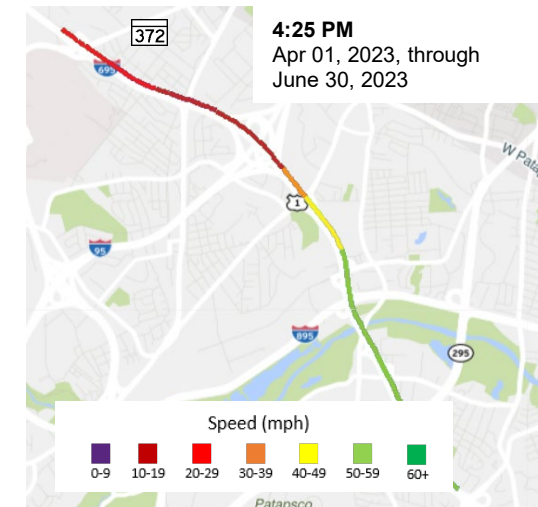 372
4:25 PM
Apr 01, 2023, through
June 30, 2023
695
W Patap
1
95
895
295
Speed (mph)
0-9 10-19 20-29 30-39 40-49 50-59 60+
Patapsco